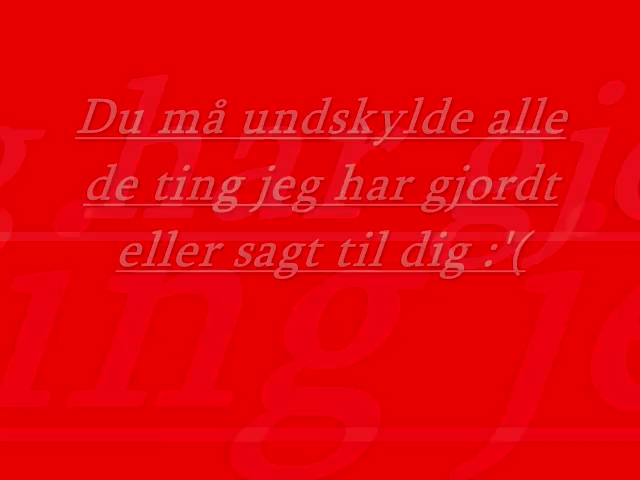 Du må undskylde alle
de ting jeg har gjordt
eller sagt til dig :'(